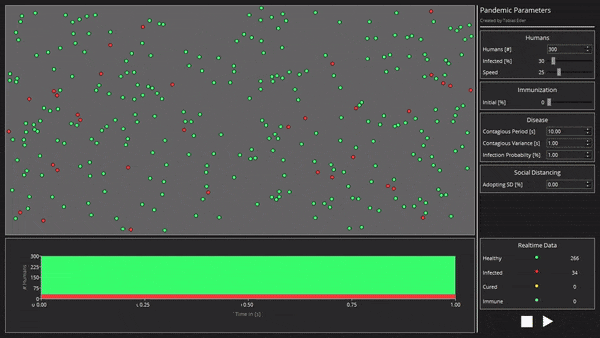 Pandemic Parameters
Created by Tobias Eder
Humans
Humans [#] 300
Infected [%] 30
Speed 25
Immunization
Initial [%] 0
Disease
Contagious Period [s] 10.00
Contagious Variance [s] 1.00
Infection Probability [%] 1.00
Social Distancing
Adopting SD [%] 0.00
Realtime Data
Healthy 266
Infected 34
Cured 0
Immune 0
# Humans
300
225
150
75
0
0.00 0.25 0.50 0.75 1.00
Time in [s]